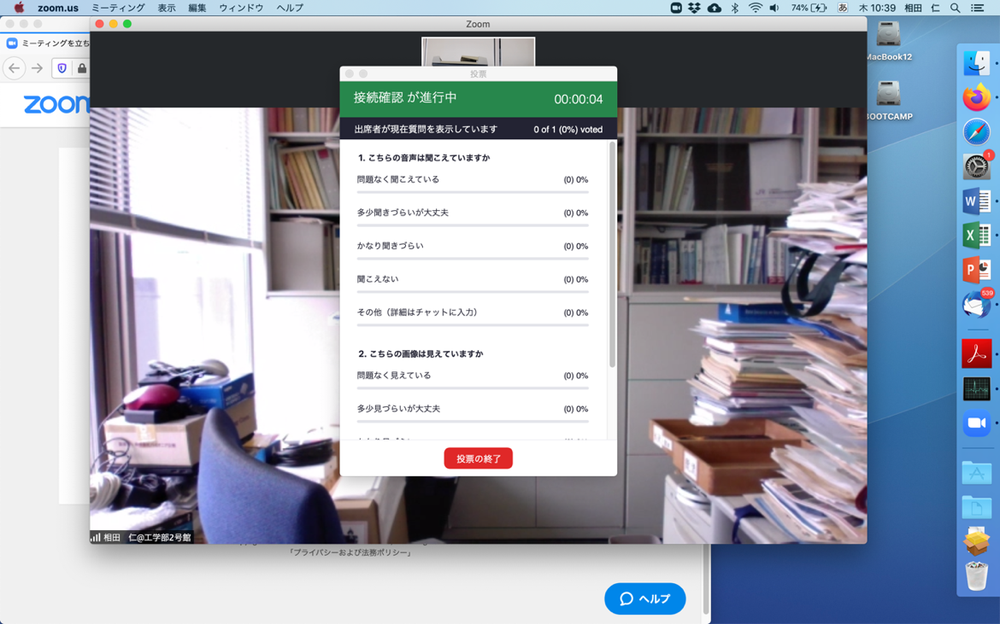 zoom.us ミーティング 表示 編集 ウィンドウ ヘルプ
74% あ 木 10:39 相田 仁
Zoom
ミーティングを立ち
MacBook12
BOOTCAMP
zoom
投票
接続確認 が進行中 00:00:04
出席者が現在質問を表示しています 0 of 1 (0%) voted
1. こちらの音声は聞こえていますか
問題なく聞こえている (0) 0%
多少聞きづらいが大丈夫 (0) 0%
かなり聞きづらい (0) 0%
聞こえない (0) 0%
その他（詳細はチャットに入力） (0) 0%
2. こちらの画像は見えていますか
問題なく見えている (0) 0%
多少見づらいが大丈夫 (0) 0%
投票の終了
相田 仁@工学部2号館
「プライバシーおよび法務ポリシー」
ヘルプ
1
W
X
P
539